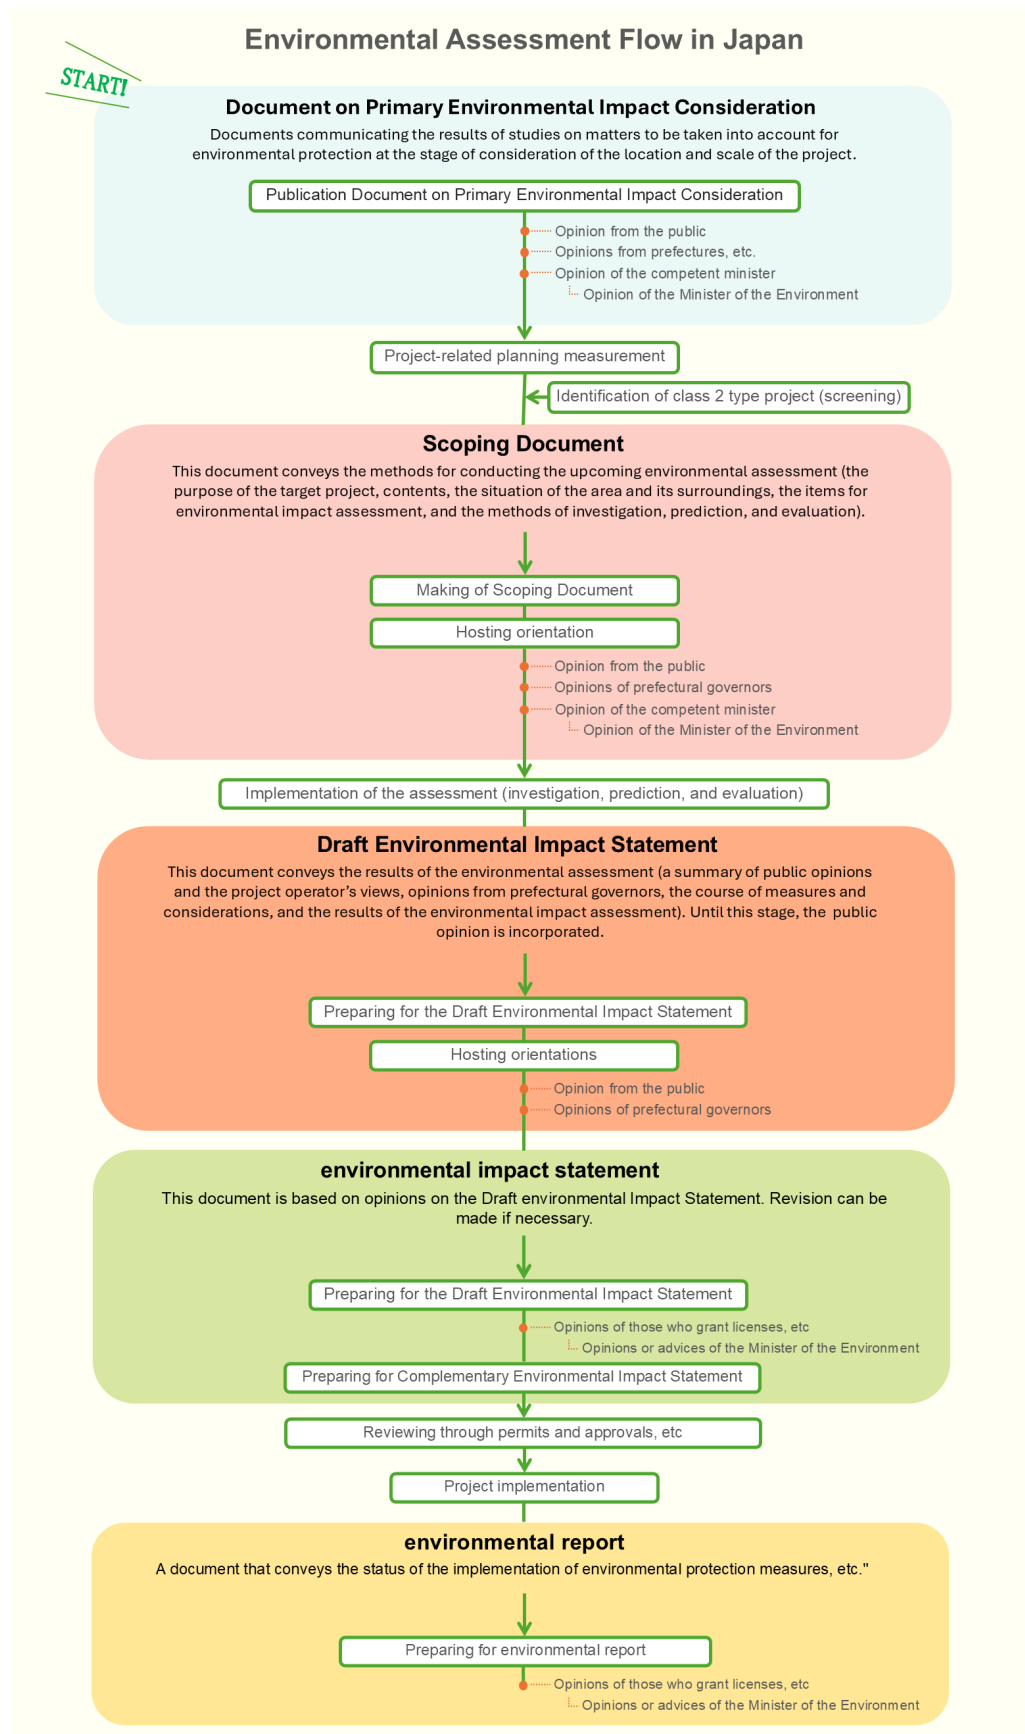 Environmental Assessment Flow in Japan
START!
Document on Primary Environmental Impact Consideration
Documents communicating the results of studies on matters to be taken into account for
environmental protection at the stage of consideration of the location and scale of the project.
Publication Document on Primary Environmental Impact Consideration
Opinion from the public
Opinions from prefectures, etc.
Opinion of the competent minister
Opinion of the Minister of the Environment
Project-related planning measurement
Identification of class 2 type project (screening)
Scoping Document
This document conveys the methods for conducting the upcoming environmental assessment (the
purpose of the target project, contents, the situation of the area and its surroundings, the items for
environmental impact assessment, and the methods of investigation, prediction, and evaluation).
Making of Scoping Document
Hosting orientation
Opinion from the public
Opinions of prefectural governors
Opinion of the competent minister
Opinion of the Minister of the Environment
Implementation of the assessment (investigation, prediction, and evaluation)
Draft Environmental Impact Statement
This document conveys the results of the environmental assessment (a summary of public opinions
and the project operator’s views, opinions from prefectural governors, the course of measures and
considerations, and the results of the environmental impact assessment). Until this stage, the public
opinion is incorporated.
Preparing for the Draft Environmental Impact Statement
Hosting orientations
Opinion from the public
Opinions of prefectural governors
environmental impact statement
This document is based on opinions on the Draft environmental Impact Statement. Revision can be
made if necessary.
Preparing for the Draft Environmental Impact Statement
Opinions of those who grant licenses, etc
Opinions or advices of the Minister of the Environment
Preparing for Complementary Environmental Impact Statement
Reviewing through permits and approvals, etc
Project implementation
environmental report
A document that conveys the status of the implementation of environmental protection measures, etc."
Preparing for environmental report
Opinions of those who grant licenses, etc
Opinions or advices of the Minister of the Environment